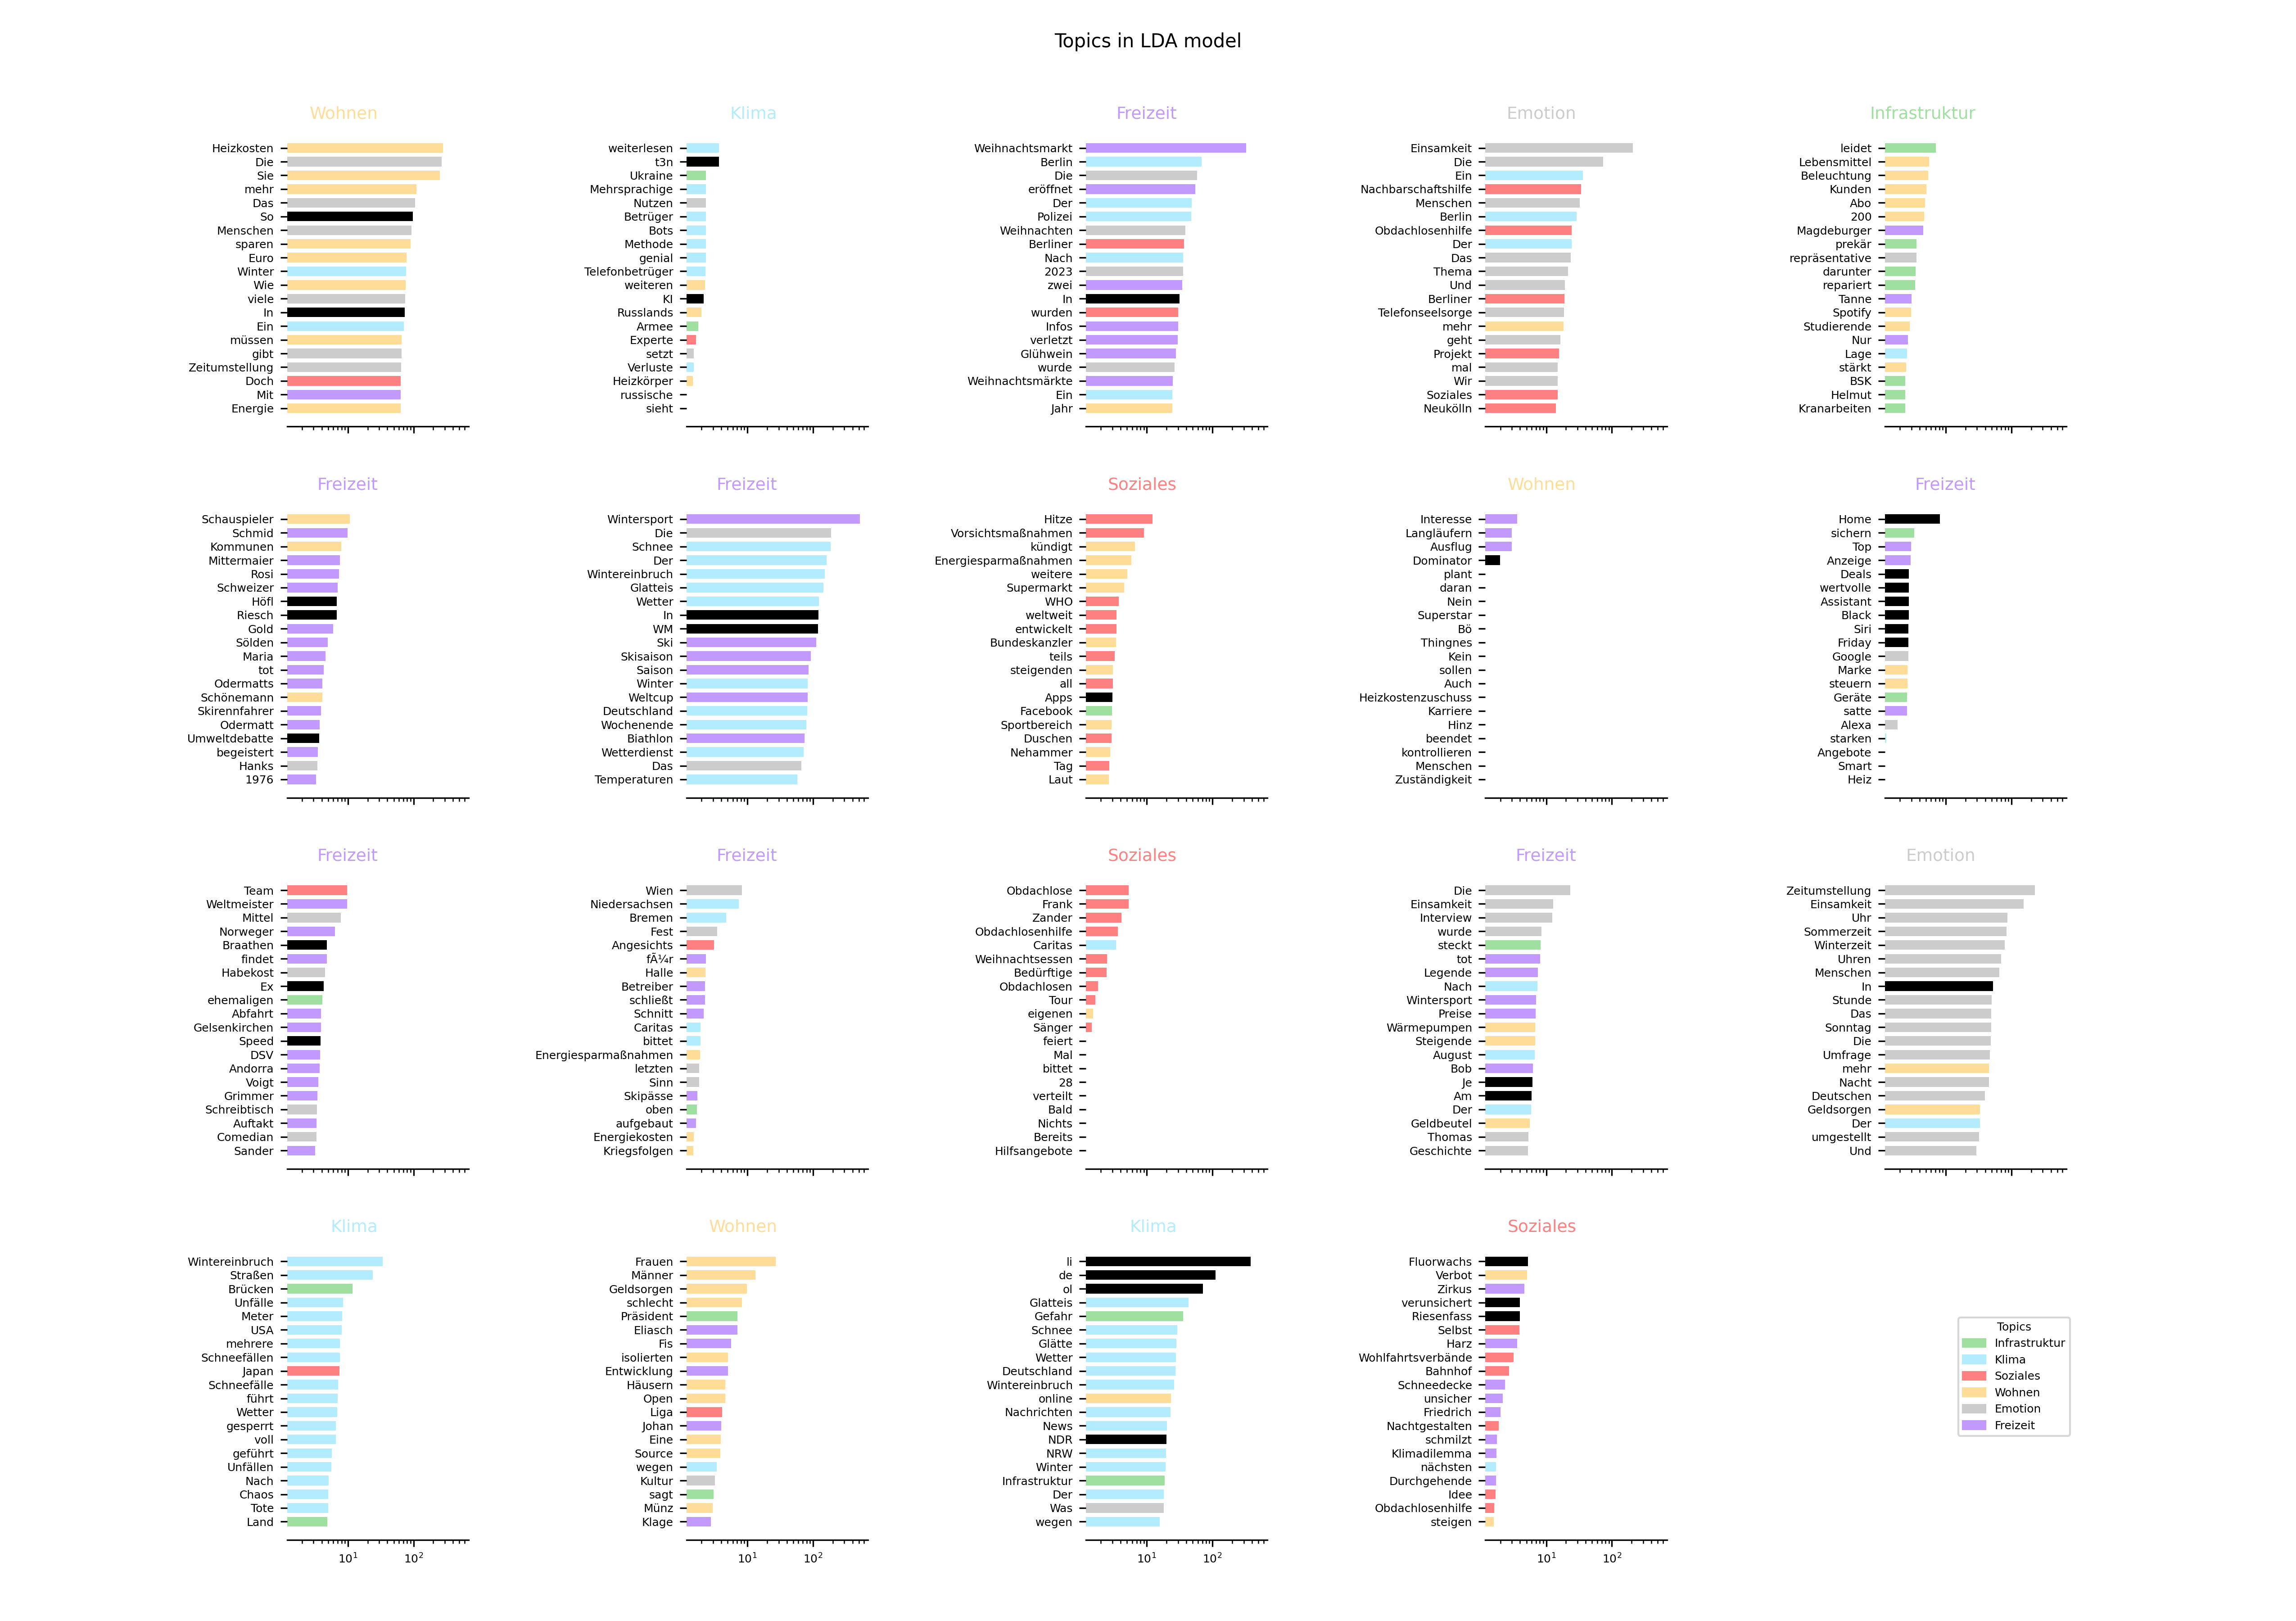 Topics in LDA model
Wohnen
Heizkosten
Die
Sie
mehr
Das
So
Menschen
sparen
Euro
Winter
Wie
viele
In
Ein
müssen
gibt
Zeitumstellung
Doch
Mit
Energie
Klima
weiterlesen
t3n
Ukraine
Mehrsprachige
Nutzen
Betrüger
Bots
Methode
genial
Telefonbetrüger
weiteren
KI
Russlands
Armee
Experte
setzt
Verluste
Heizkörper
russische
sieht
Freizeit
Weihnachtsmarkt
Berlin
Die
eröffnet
Der
Polizei
Weihnachten
Berliner
Nach
2023
zwei
In
wurden
Infos
verletzt
Glühwein
wurde
Weihnachtsmärkte
Ein
Jahr
Emotion
Einsamkeit
Die
Ein
Nachbarschaftshilfe
Menschen
Berlin
Obdachlosenhilfe
Der
Das
Thema
Und
Berliner
Telefonseelsorge
mehr
geht
Projekt
mal
Wir
Soziales
Neukölln
Infrastruktur
leidet
Lebensmittel
Beleuchtung
Kunden
Abo
200
Magdeburger
prekär
repräsentative
darunter
repariert
Tanne
Spotify
Studierende
Nur
Lage
stärkt
BSK
Helmut
Kranarbeiten
Freizeit
Schauspieler
Schmid
Kommunen
Mittermaier
Rosi
Schweizer
Höfl
Riesch
Gold
Sölden
Maria
tot
Odermatts
Schönemann
Skirennfahrer
Odermatt
Umweltdebatte
begeistert
Hanks
1976
Freizeit
Wintersport
Die
Schnee
Der
Wintereinbruch
Glatteis
Wetter
In
WM
Ski
Skisaison
Saison
Winter
Weltcup
Deutschland
Wochenende
Biathlon
Wetterdienst
Das
Temperaturen
Soziales
Hitze
Vorsichtsmaßnahmen
kündigt
Energiesparmaßnahmen
weitere
Supermarkt
WHO
weltweit
entwickelt
Bundeskanzler
teils
steigenden
all
Apps
Facebook
Sportbereich
Duschen
Nehammer
Tag
Laut
Wohnen
Interesse
Langläufern
Ausflug
Dominator
plant
daran
Nein
Superstar
Bö
Thingnes
Kein
sollen
Auch
Heizkostenzuschuss
Karriere
Hinz
beendet
kontrollieren
Menschen
Zuständigkeit
Freizeit
Home
sichern
Top
Anzeige
Deals
wertvolle
Assistant
Black
Siri
Friday
Google
Marke
steuern
Geräte
satte
Alexa
starken
Angebote
Smart
Heiz
Freizeit
Team
Weltmeister
Mittel
Norweger
Braathen
findet
Habekost
Ex
ehemaligen
Abfahrt
Gelsenkirchen
Speed
DSV
Andorra
Voigt
Grimmer
Schreibtisch
Auftakt
Comedian
Sander
Freizeit
Wien
Niedersachsen
Bremen
Fest
Angesichts
fÃ¼r
Halle
Betreiber
schließt
Schnitt
Caritas
bittet
Energiesparmaßnahmen
letzten
Sinn
Skipässe
oben
aufgebaut
Energiekosten
Kriegsfolgen
Soziales
Obdachlose
Frank
Zander
Obdachlosenhilfe
Caritas
Weihnachtsessen
Bedürftige
Obdachlosen
Tour
eigenen
Sänger
feiert
Mal
bittet
28
verteilt
Bald
Nichts
Bereits
Hilfsangebote
Freizeit
Die
Einsamkeit
Interview
wurde
steckt
tot
Legende
Nach
Wintersport
Preise
Wärmepumpen
Steigende
August
Bob
Je
Am
Der
Geldbeutel
Thomas
Geschichte
Emotion
Zeitumstellung
Einsamkeit
Uhr
Sommerzeit
Winterzeit
Uhren
Menschen
In
Stunde
Das
Sonntag
Die
Umfrage
mehr
Nacht
Deutschen
Geldsorgen
Der
umgestellt
Und
Klima
Wintereinbruch
Straßen
Brücken
Unfälle
Meter
USA
mehrere
Schneefällen
Japan
Schneefälle
führt
Wetter
gesperrt
voll
geführt
Unfällen
Nach
Chaos
Tote
Land
10¹ 10²
Wohnen
Frauen
Männer
Geldsorgen
schlecht
Präsident
Eliasch
Fis
isolierten
Entwicklung
Häusern
Open
Liga
Johan
Eine
Source
wegen
Kultur
sagt
Münz
Klage
10¹ 10²
Klima
li
de
ol
Glatteis
Gefahr
Schnee
Glätte
Wetter
Deutschland
Wintereinbruch
online
Nachrichten
News
NDR
NRW
Winter
Infrastruktur
Der
Was
wegen
10¹ 10²
Soziales
Fluorwachs
Verbot
Zirkus
verunsichert
Riesenfass
Selbst
Harz
Wohlfahrtsverbände
Bahnhof
Schneedecke
unsicher
Friedrich
Nachtgestalten
schmilzt
Klimadilemma
nächsten
Durchgehende
Idee
Obdachlosenhilfe
steigen
10¹ 10²
Topics
Infrastruktur
Klima
Soziales
Wohnen
Emotion
Freizeit